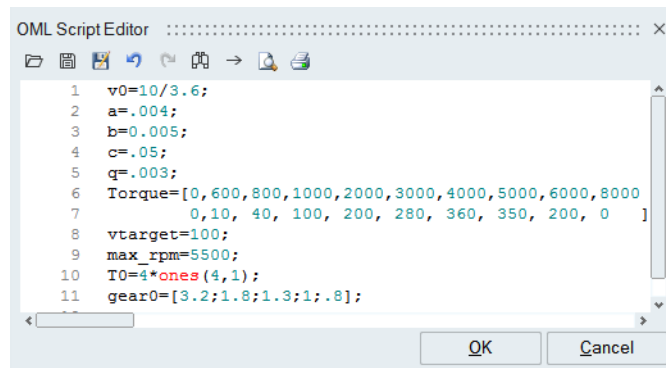 OML Script Editor
1 v0=10/3.6;
2 a=.004;
3 b=0.005;
4 c=.05;
5 q=.003;
6 Torque=[0,600,800,1000,2000,3000,4000,5000,6000,8000
7 0,10, 40, 100, 200, 280, 360, 350, 200, 0 ]
8 vtarget=100;
9 max_rpm=5500;
10 T0=4*ones(4,1);
11 gear0=[3.2;1.8;1.3;1;.8];
OK Cancel